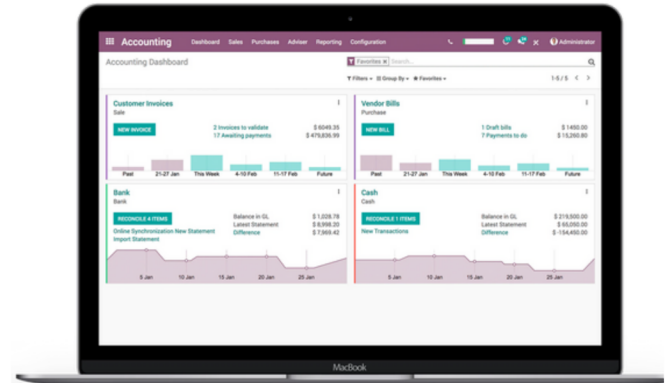 Accounting Dashboard Sales Purchases Adviser Reporting Configuration Administrator
Accounting Dashboard Favorites x Search...
Filters Group By Favorites 1-5 / 5
Customer Invoices
Sale
NEW INVOICE 2 Invoices to validate $ 6049.35
17 Awaiting payments $ 479,836.99
Past 21-27 Jan This Week 4-10 Feb 11-17 Feb Future
Vendor Bills
Purchase
NEW BILL 1 Draft bills $ 1450.00
7 Payments to do $ 15,260.80
Past 21-27 Jan This Week 4-10 Feb 11-17 Feb Future
Bank
Bank
RECONCILE 4 ITEMS Balance in GL $ 1,028.78
Online Synchronization New Statement Latest Statement $ 8,998.20
Import Statement Difference $ 7,969.42
5 Jan 10 Jan 15 Jan 20 Jan 25 Jan
Cash
Cash
RECONCILE 1 ITEMS Balance in GL $ 219,500.00
New Transactions Latest Statement $ 65,050.00
Difference $ -154,450.00
5 Jan 10 Jan 15 Jan 20 Jan 25 Jan
MacBook